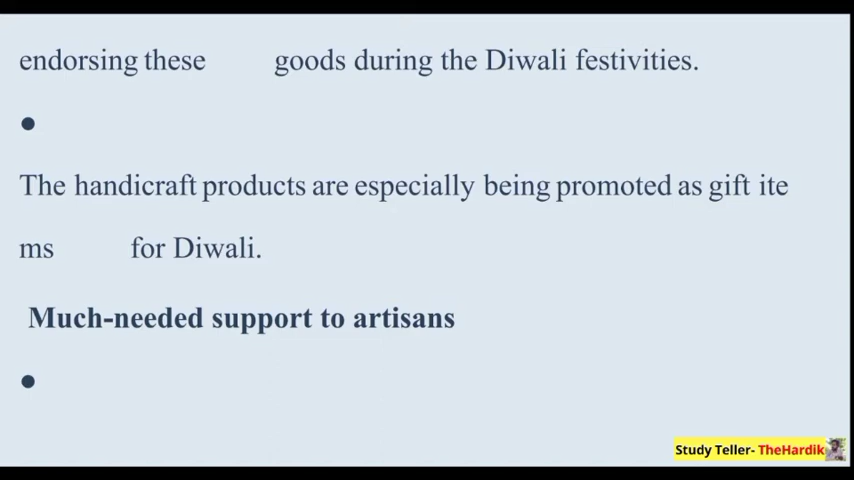 endorsing these goods during the Diwali festivities.
•
The handicraft products are especially being promoted as gift ite
ms for Diwali.
Much-needed support to artisans
•
Study Teller- TheHardik